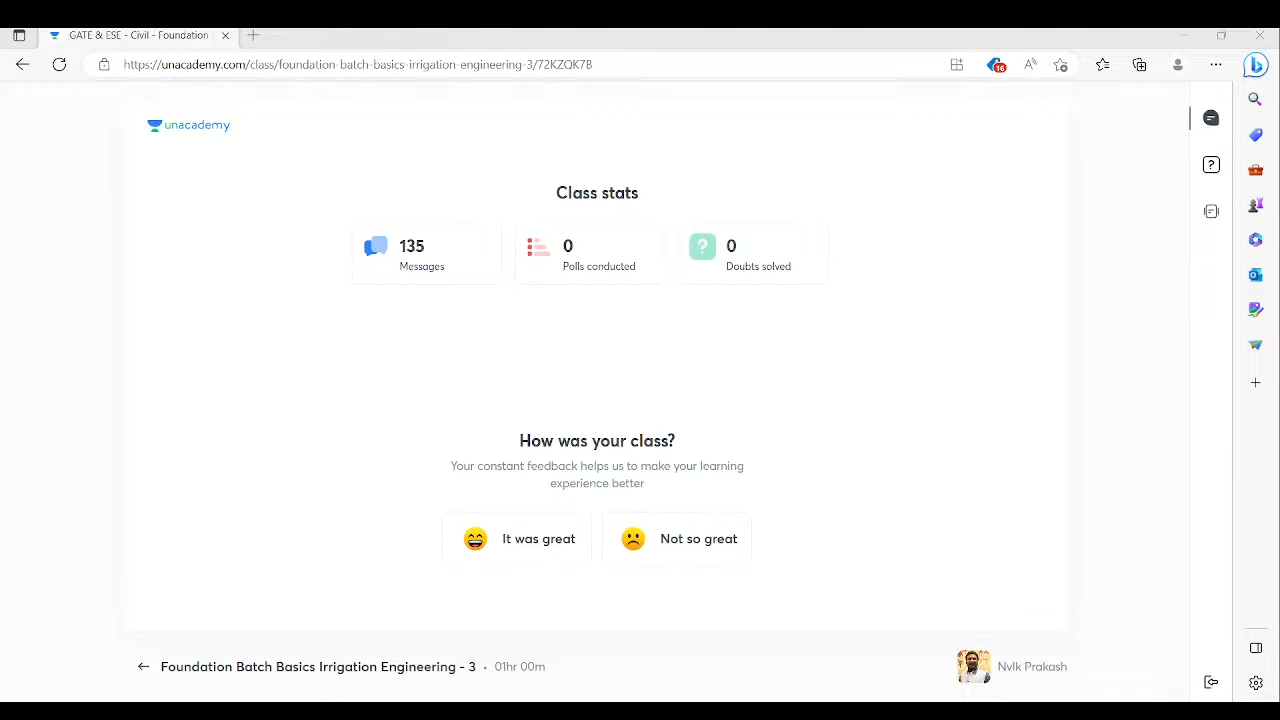 GATE & ESE - Civil - Foundation
https://unacademy.com/class/foundation-batch-basics-irrigation-engineering-3/72KZQK7B
16
unacademy
Class stats
135
Messages
0
Polls conducted
0
Doubts solved
How was your class?
Your constant feedback helps us to make your learning
experience better
It was great
Not so great
Foundation Batch Basics Irrigation Engineering - 3 • 01hr 00m
Nvlk Prakash